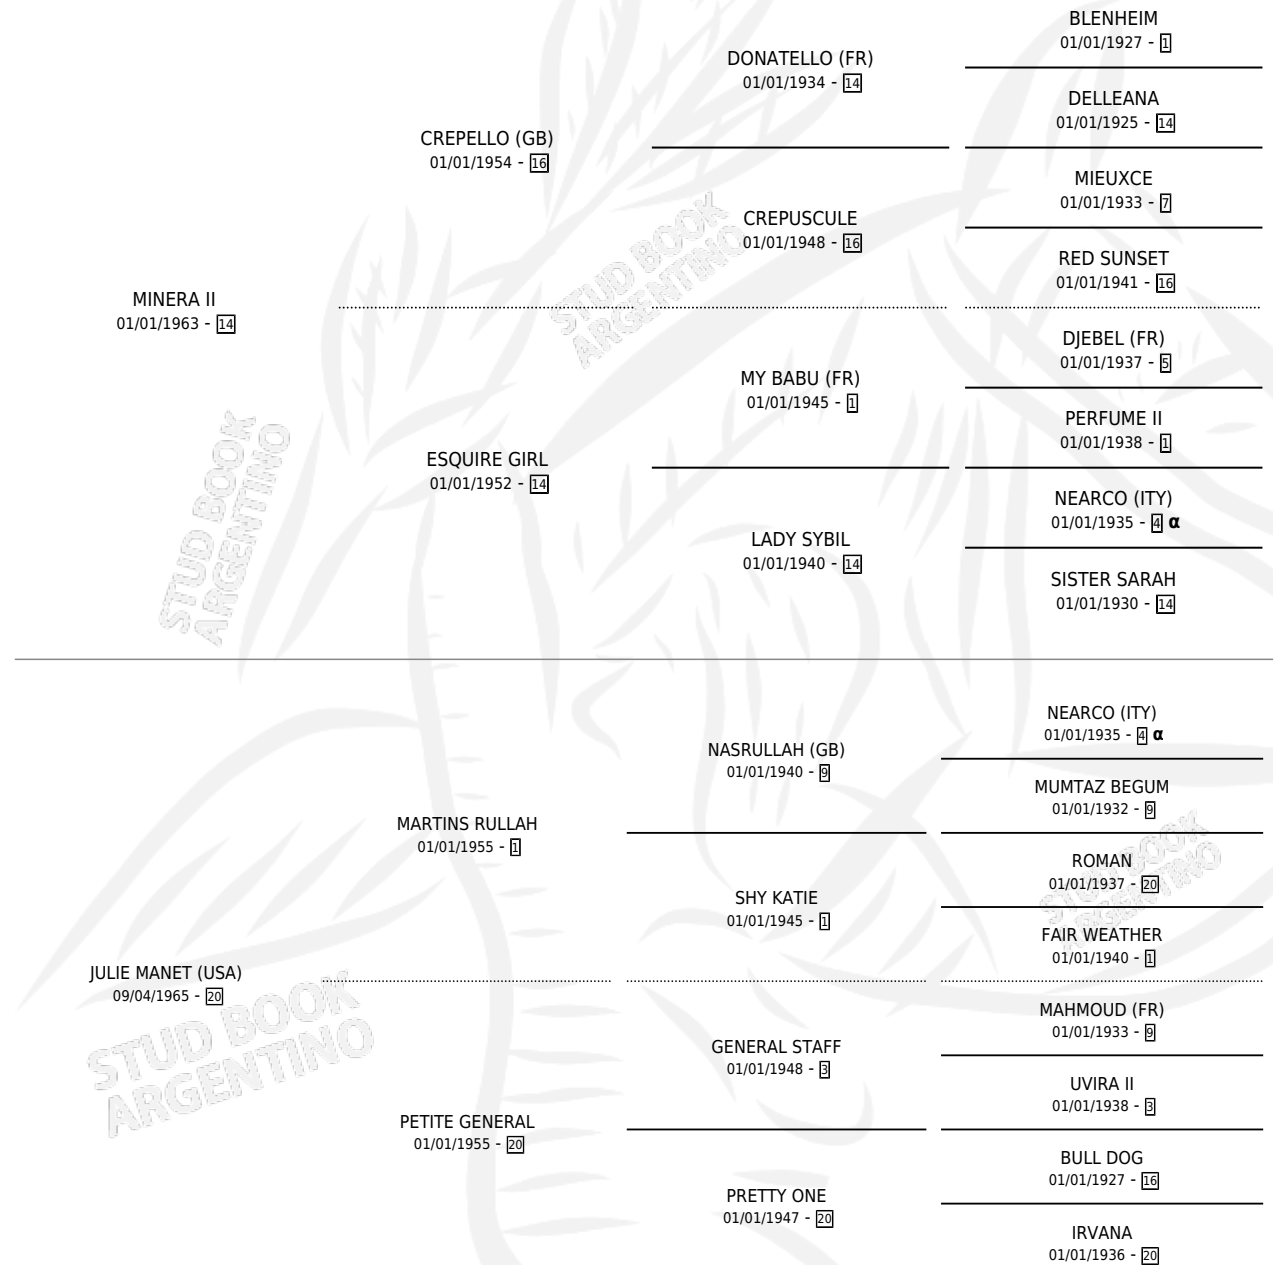 BLENHEIM
01/01/1927 - 1
DONATELLO (FR)
01/01/1934 - 14
DELLEANA
01/01/1925 - 14
CREPELLO (GB)
01/01/1954 - 16
MIEUXCE
01/01/1933 - 7
CREPUSCULE
01/01/1948 - 16
RED SUNSET
01/01/1941 - 16
STUD BOOK
ARGENTINO
MINERA II
01/01/1963 - 14
DJEBEL (FR)
01/01/1937 - 5
MY BABU (FR)
01/01/1945 - 1
PERFUME II
01/01/1938 - 1
ESQUIRE GIRL
01/01/1952 - 14
NEARCO (ITY)
01/01/1935 - 4 α
LADY SYBIL
01/01/1940 - 14
SISTER SARAH
01/01/1930 - 14
STUD BOOK
ARGENTINO
NEARCO (ITY)
01/01/1935 - 4 α
NASRULLAH (GB)
01/01/1940 - 9
MUMTAZ BEGUM
01/01/1932 - 9
MARTINS RULLAH
01/01/1955 - 1
ROMAN
01/01/1937 - 20
SHY KATIE
01/01/1945 - 1
FAIR WEATHER
01/01/1940 - 1
STUD BOOK
ARGENTINO
JULIE MANET (USA)
09/04/1965 - 20
MAHMOUD (FR)
01/01/1933 - 9
GENERAL STAFF
01/01/1948 - 3
UVIRA II
01/01/1938 - 3
STUD BOOK
ARGENTINO
PETITE GENERAL
01/01/1955 - 20
BULL DOG
01/01/1927 - 16
PRETTY ONE
01/01/1947 - 20
IRVANA
01/01/1936 - 20